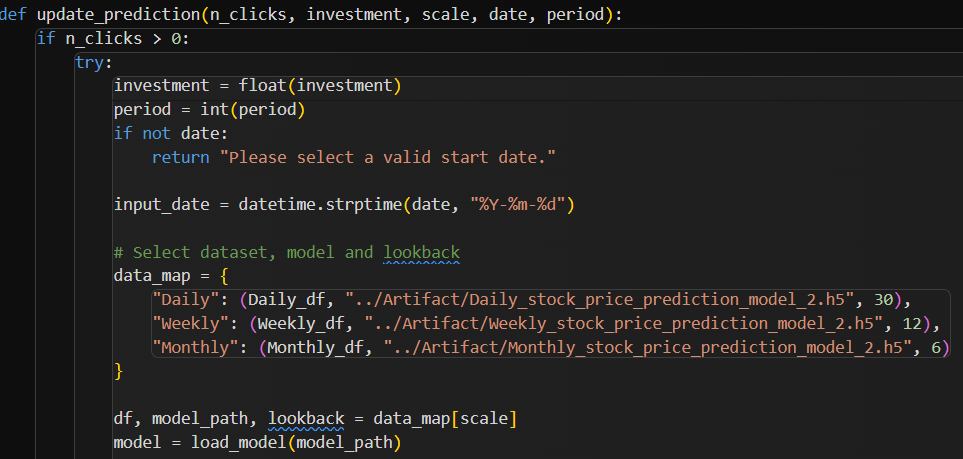 def update_prediction(n_clicks, investment, scale, date, period):
    if n_clicks > 0:
        try:
            investment = float(investment)
            period = int(period)
            if not date:
                return "Please select a valid start date."

            input_date = datetime.strptime(date, "%Y-%m-%d")

            # Select dataset, model and lookback
            data_map = {
                "Daily": (Daily_df, "../Artifact/Daily_stock_price_prediction_model_2.h5", 30),
                "Weekly": (Weekly_df, "../Artifact/Weekly_stock_price_prediction_model_2.h5", 12),
                "Monthly": (Monthly_df, "../Artifact/Monthly_stock_price_prediction_model_2.h5", 6)
            }

            df, model_path, lookback = data_map[scale]
            model = load_model(model_path)